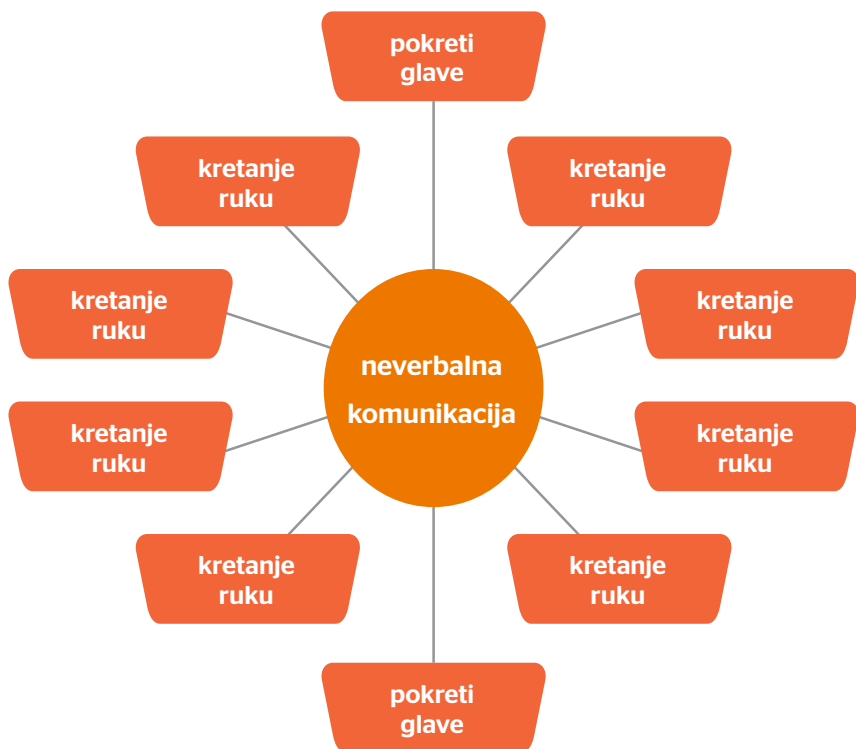 pokreti
glave
kretanje
ruku
kretanje
ruku
kretanje
ruku
kretanje
ruku
neverbalna
komunikacija
kretanje
ruku
kretanje
ruku
kretanje
ruku
kretanje
ruku
pokreti
glave